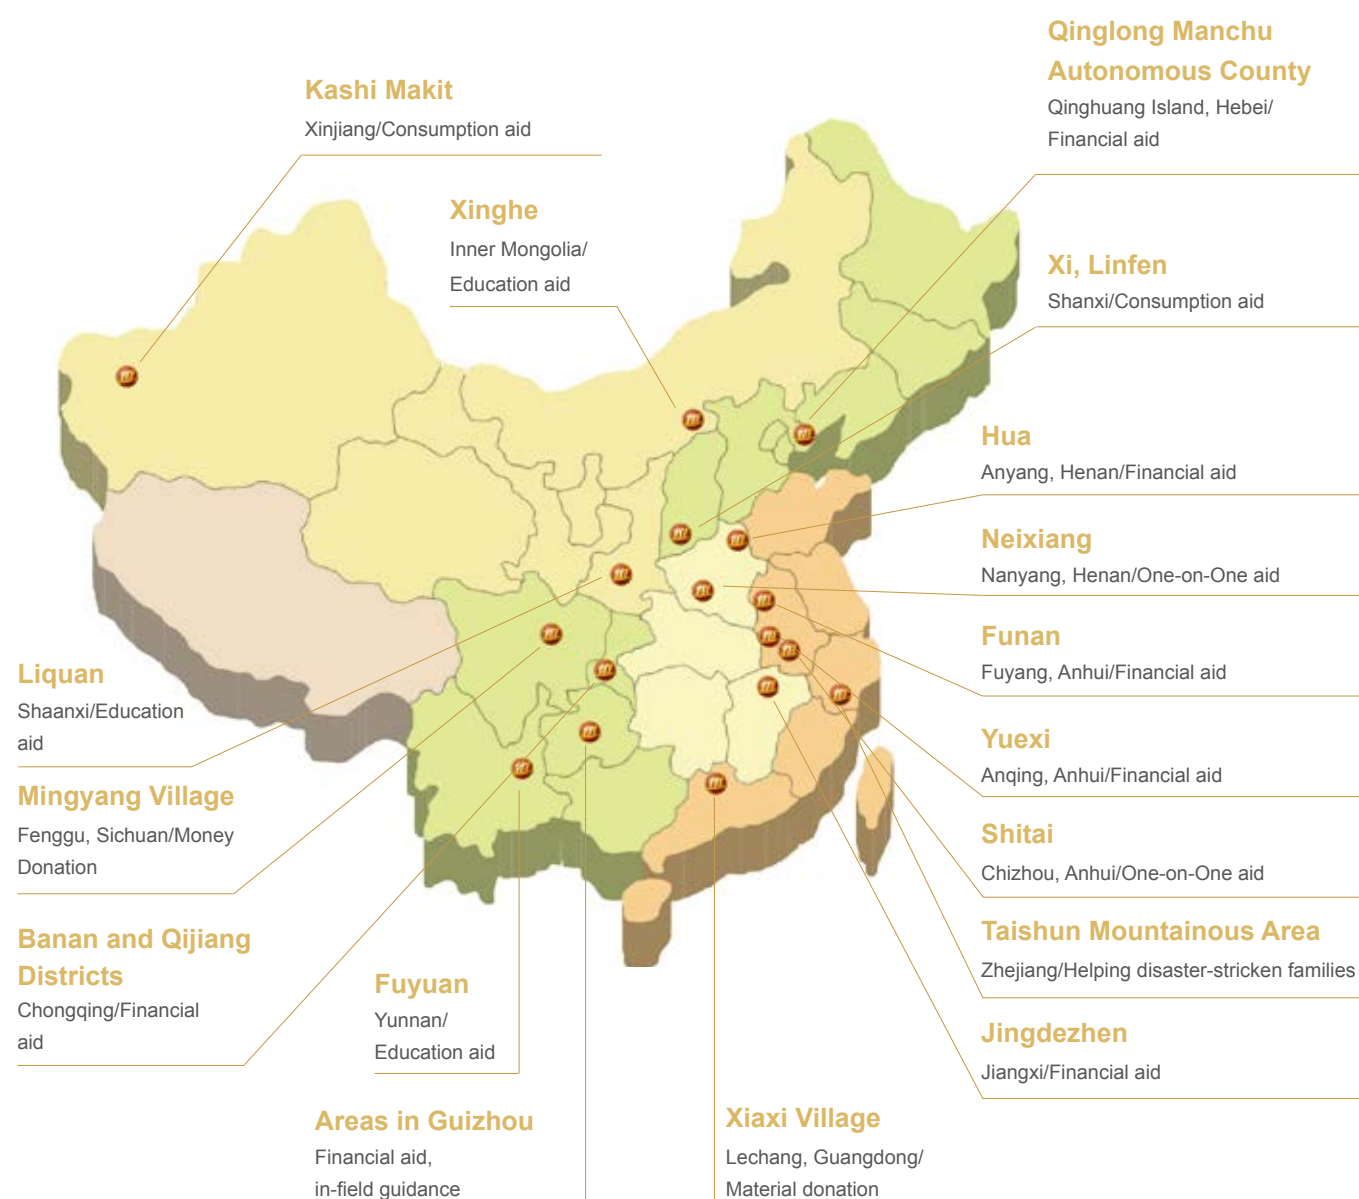 Qinglong Manchu
Autonomous County
Qinghuang Island, Hebei/
Financial aid
Kashi Makit
Xinjiang/Consumption aid
Xinghe
Inner Mongolia/
Education aid
Xi, Linfen
Shanxi/Consumption aid
Hua
Anyang, Henan/Financial aid
Neixiang
Nanyang, Henan/One-on-One aid
Funan
Fuyang, Anhui/Financial aid
Yuexi
Anqing, Anhui/Financial aid
Shitai
Chizhou, Anhui/One-on-One aid
Taishun Mountainous Area
Zhejiang/Helping disaster-stricken families
Jingdezhen
Jiangxi/Financial aid
Liquan
Shaanxi/Education
aid
Mingyang Village
Fenggu, Sichuan/Money
Donation
Banan and Qijiang
Districts
Chongqing/Financial
aid
Fuyuan
Yunnan/
Education aid
Areas in Guizhou
Financial aid,
in-field guidance
Xiaxi Village
Lechang, Guangdong/
Material donation